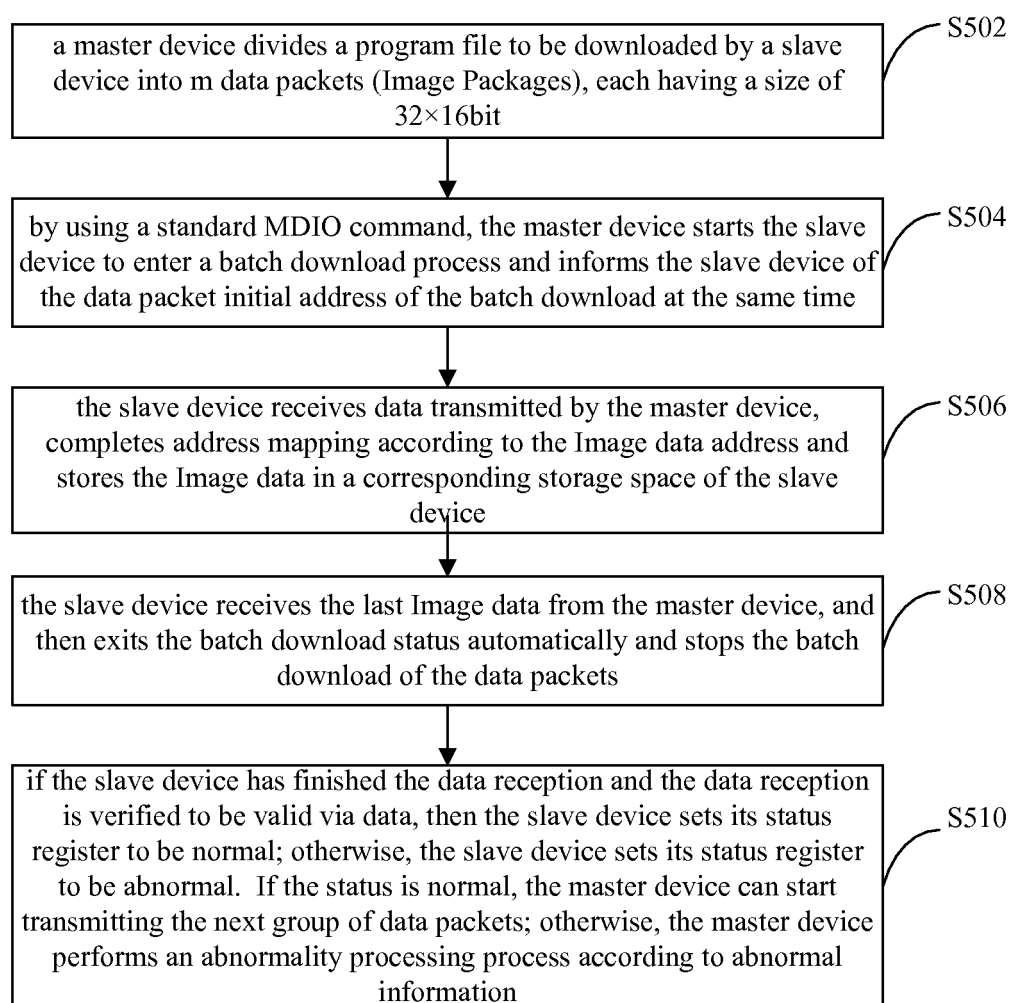 S502
a master device divides a program file to be downloaded by a slave
device into m data packets (Image Packages), each having a size of
32×16bit
S504
by using a standard MDIO command, the master device starts the slave
device to enter a batch download process and informs the slave device of
the data packet initial address of the batch download at the same time
S506
the slave device receives data transmitted by the master device,
completes address mapping according to the Image data address and
stores the Image data in a corresponding storage space of the slave
device
S508
the slave device receives the last Image data from the master device, and
then exits the batch download status automatically and stops the batch
download of the data packets
S510
if the slave device has finished the data reception and the data reception
is verified to be valid via data, then the slave device sets its status
register to be normal; otherwise, the slave device sets its status register
to be abnormal.  If the status is normal, the master device can start
transmitting the next group of data packets; otherwise, the master device
performs an abnormality processing process according to abnormal
information